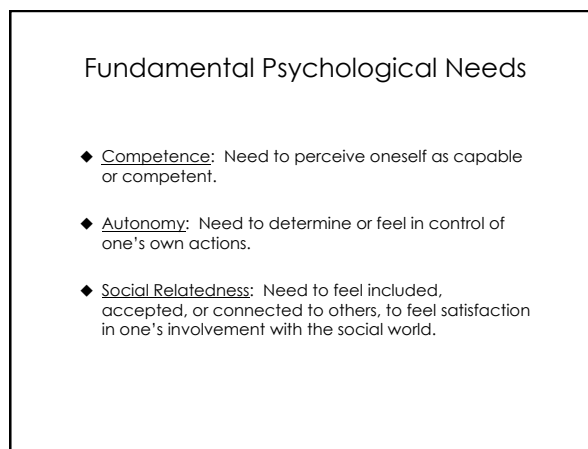 Fundamental Psychological Needs
◆ Competence: Need to perceive oneself as capable
or competent.
◆ Autonomy: Need to determine or feel in control of
one's own actions.
◆ Social Relatedness: Need to feel included,
accepted, or connected to others, to feel satisfaction
in one's involvement with the social world.